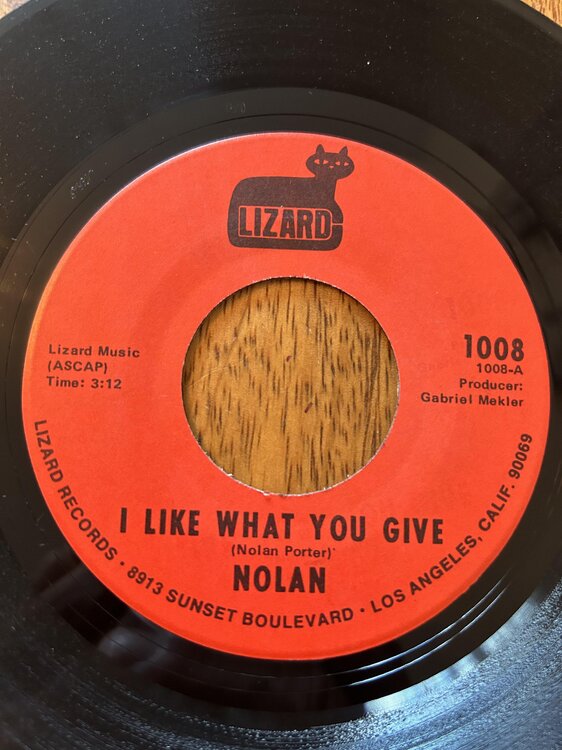 LIZARD
Lizard Music
(ASCAP)
Time: 3:12
1008
1008-A
Producer:
Gabriel Mekler
I LIKE WHAT YOU GIVE
(Nolan Porter)
NOLAN
LIZARD RECORDS • 8913 SUNSET BOULEVARD • LOS ANGELES, CALIF. 90069